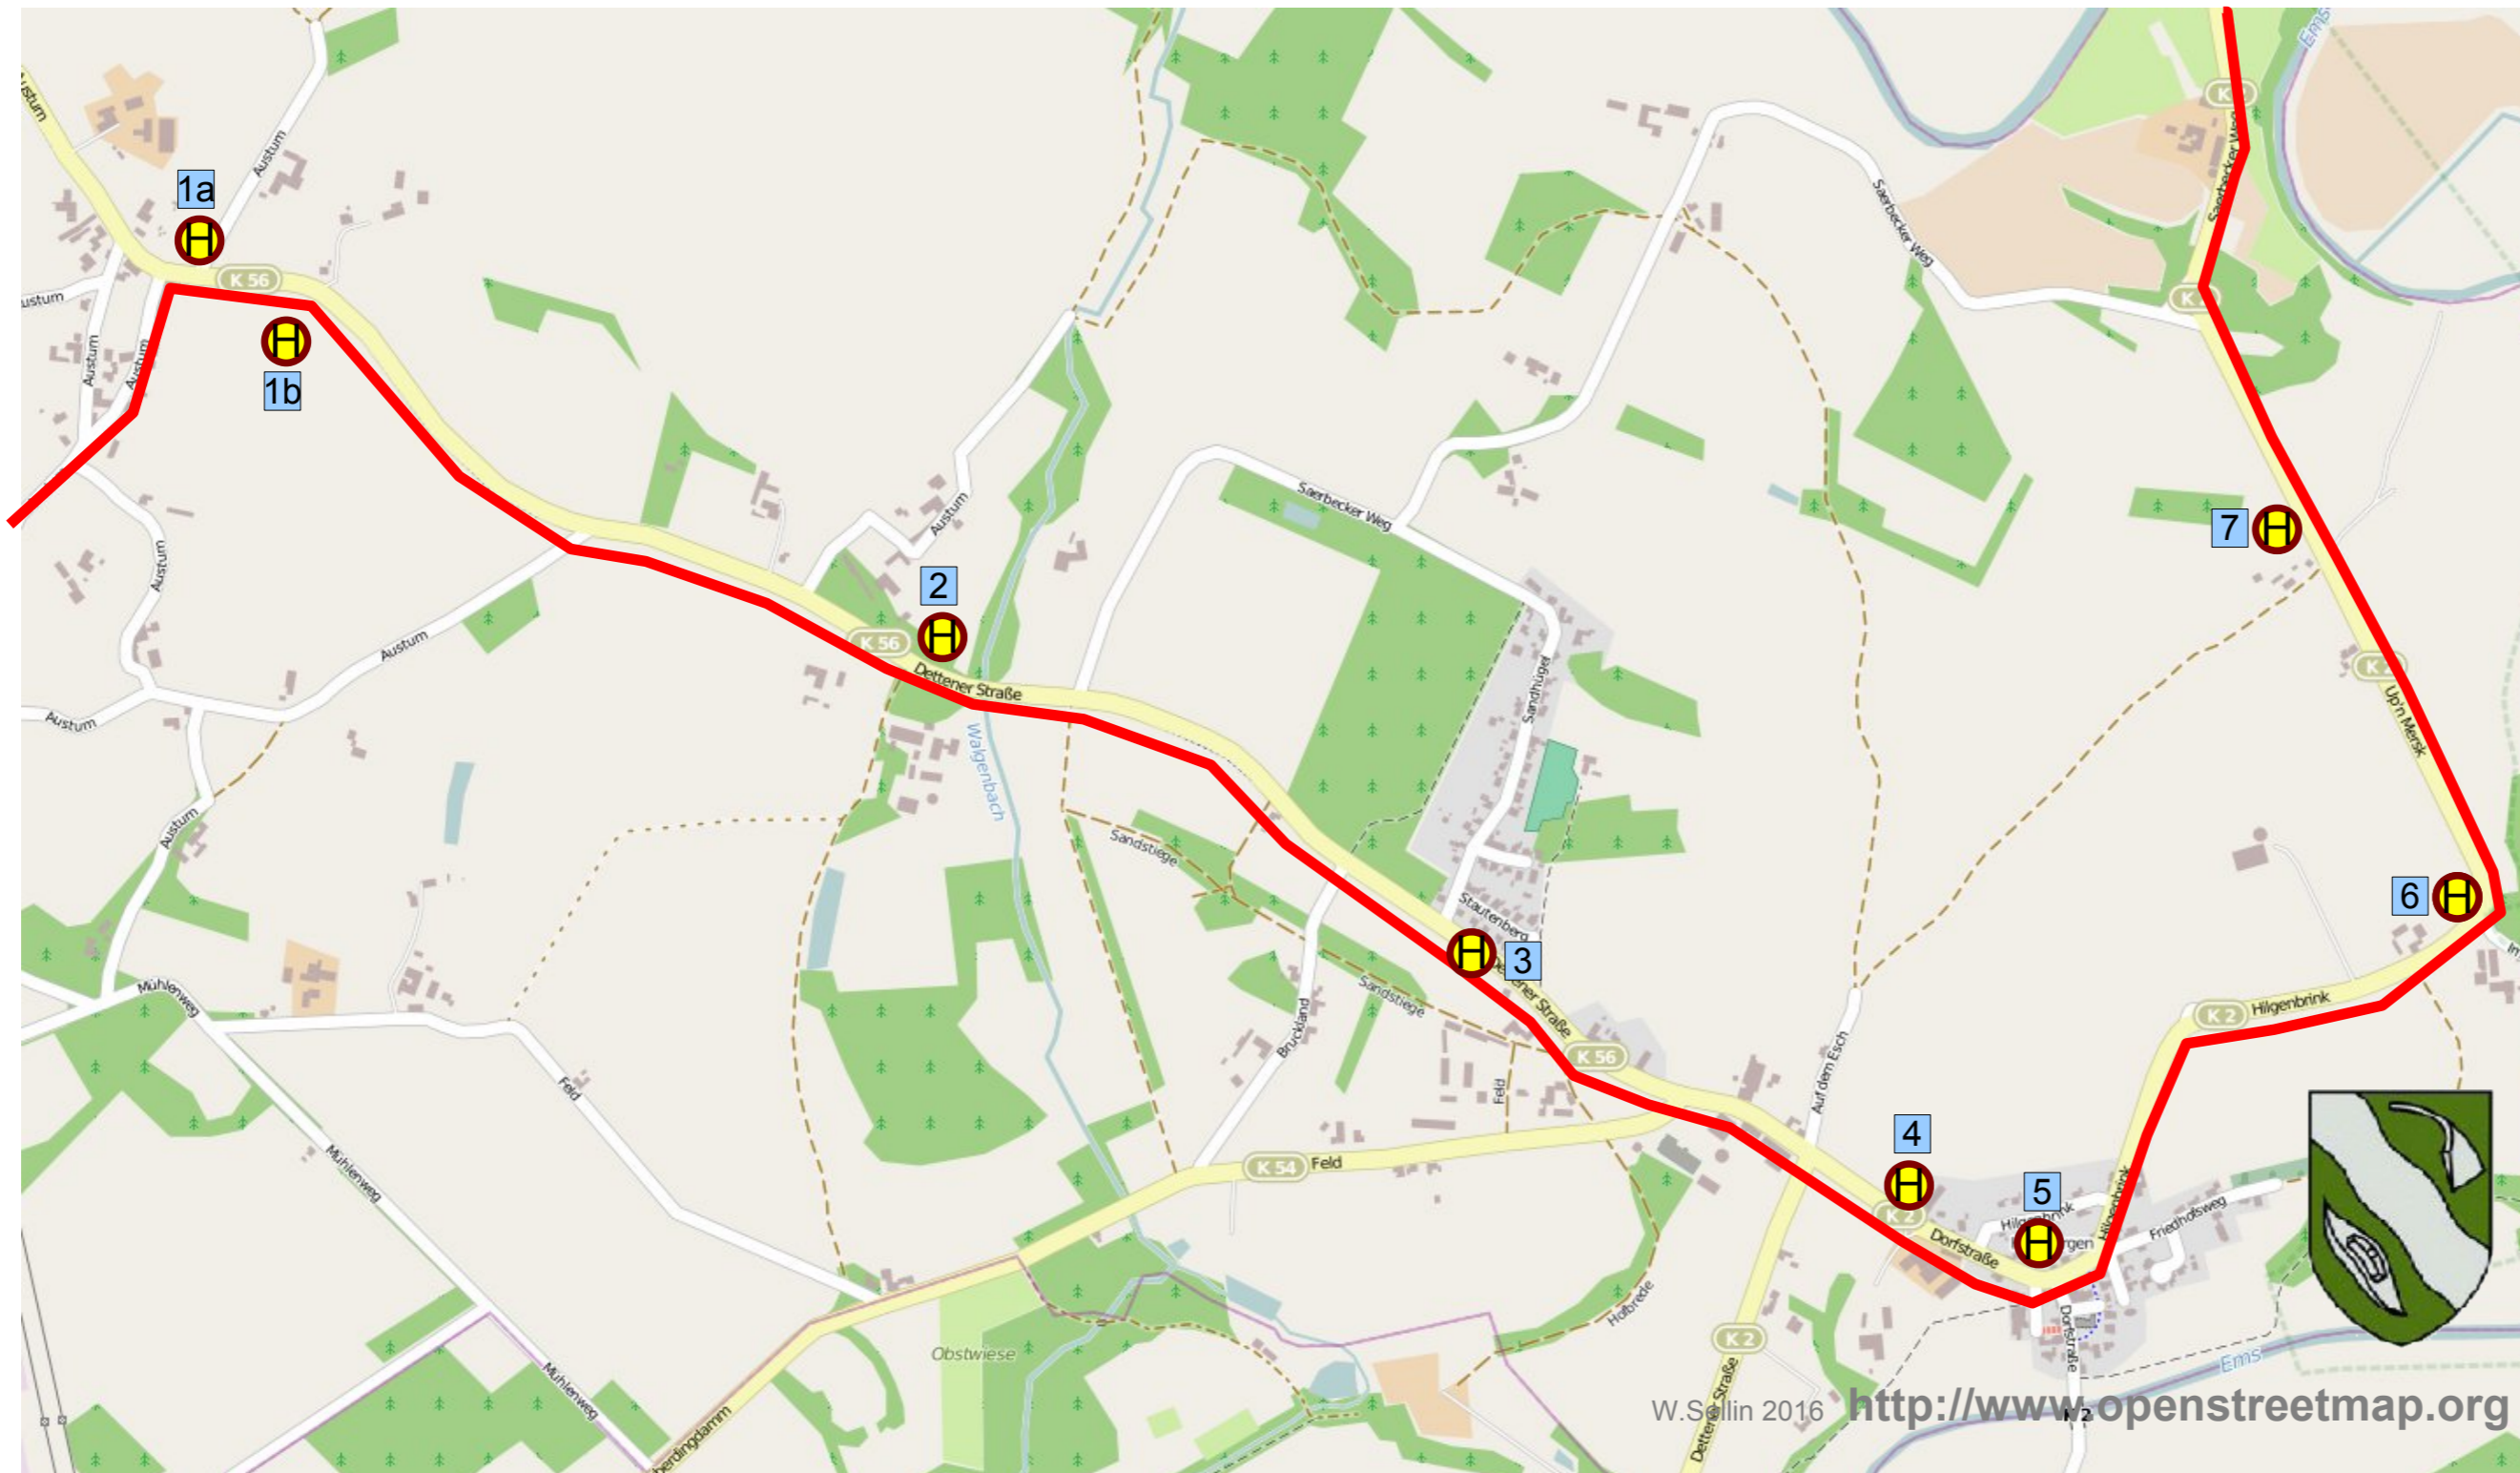 Austum
1a
H
Austum
K 56
H
1b
Austum
Austum
Austum
Austum
Austum
Austum
Austum
Austum
2
H
K 56
Dettener Straße
Walgenbach
Saerbecker Weg
Saerbecker Weg
Saerbecker Weg
Ems
Sandhügel
Stautenberg
Sandstiege
Sandstiege
H
3
K 56
Bruckland
Feld
Feld
K 54
Feld
Mühlenweg
Mühlenweg
Mühlenweg
Obstwiese
Auf dem Esch
Hofbrede
4
H
K 2
Dorfstraße
5
H
Hilgenbrink
Friedhofsweg
Dorfstraße
K 2
Hilgenbrink
6
H
7
H
Up'n Mersk
K 2
Dettener Straße
Ems
W.Sellin 2016
http://www.openstreetmap.org